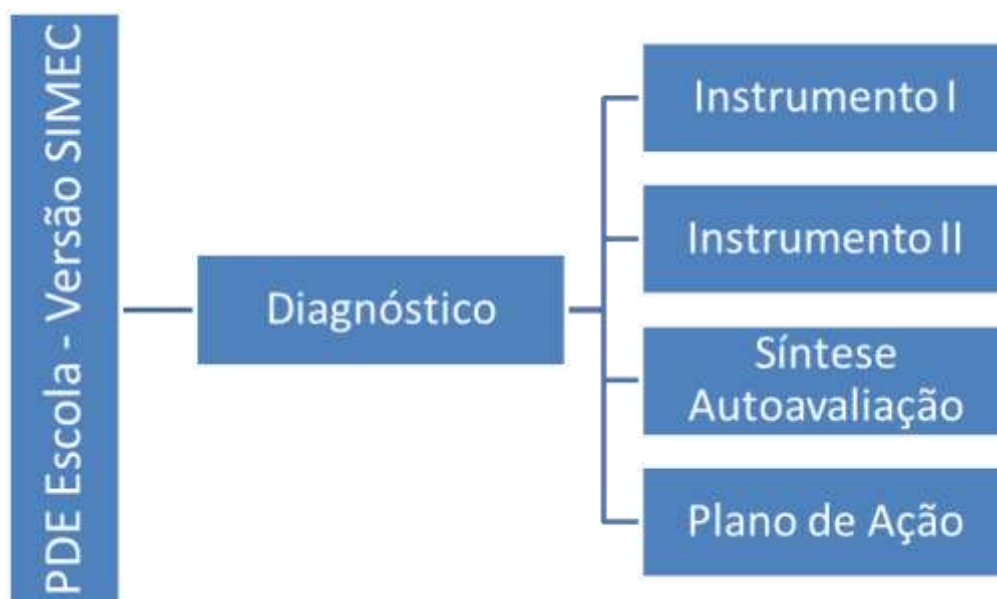 PDE Escola - Versão SIMEC
Diagnóstico
Instrumento I
Instrumento II
Síntese
Autoavaliação
Plano de Ação